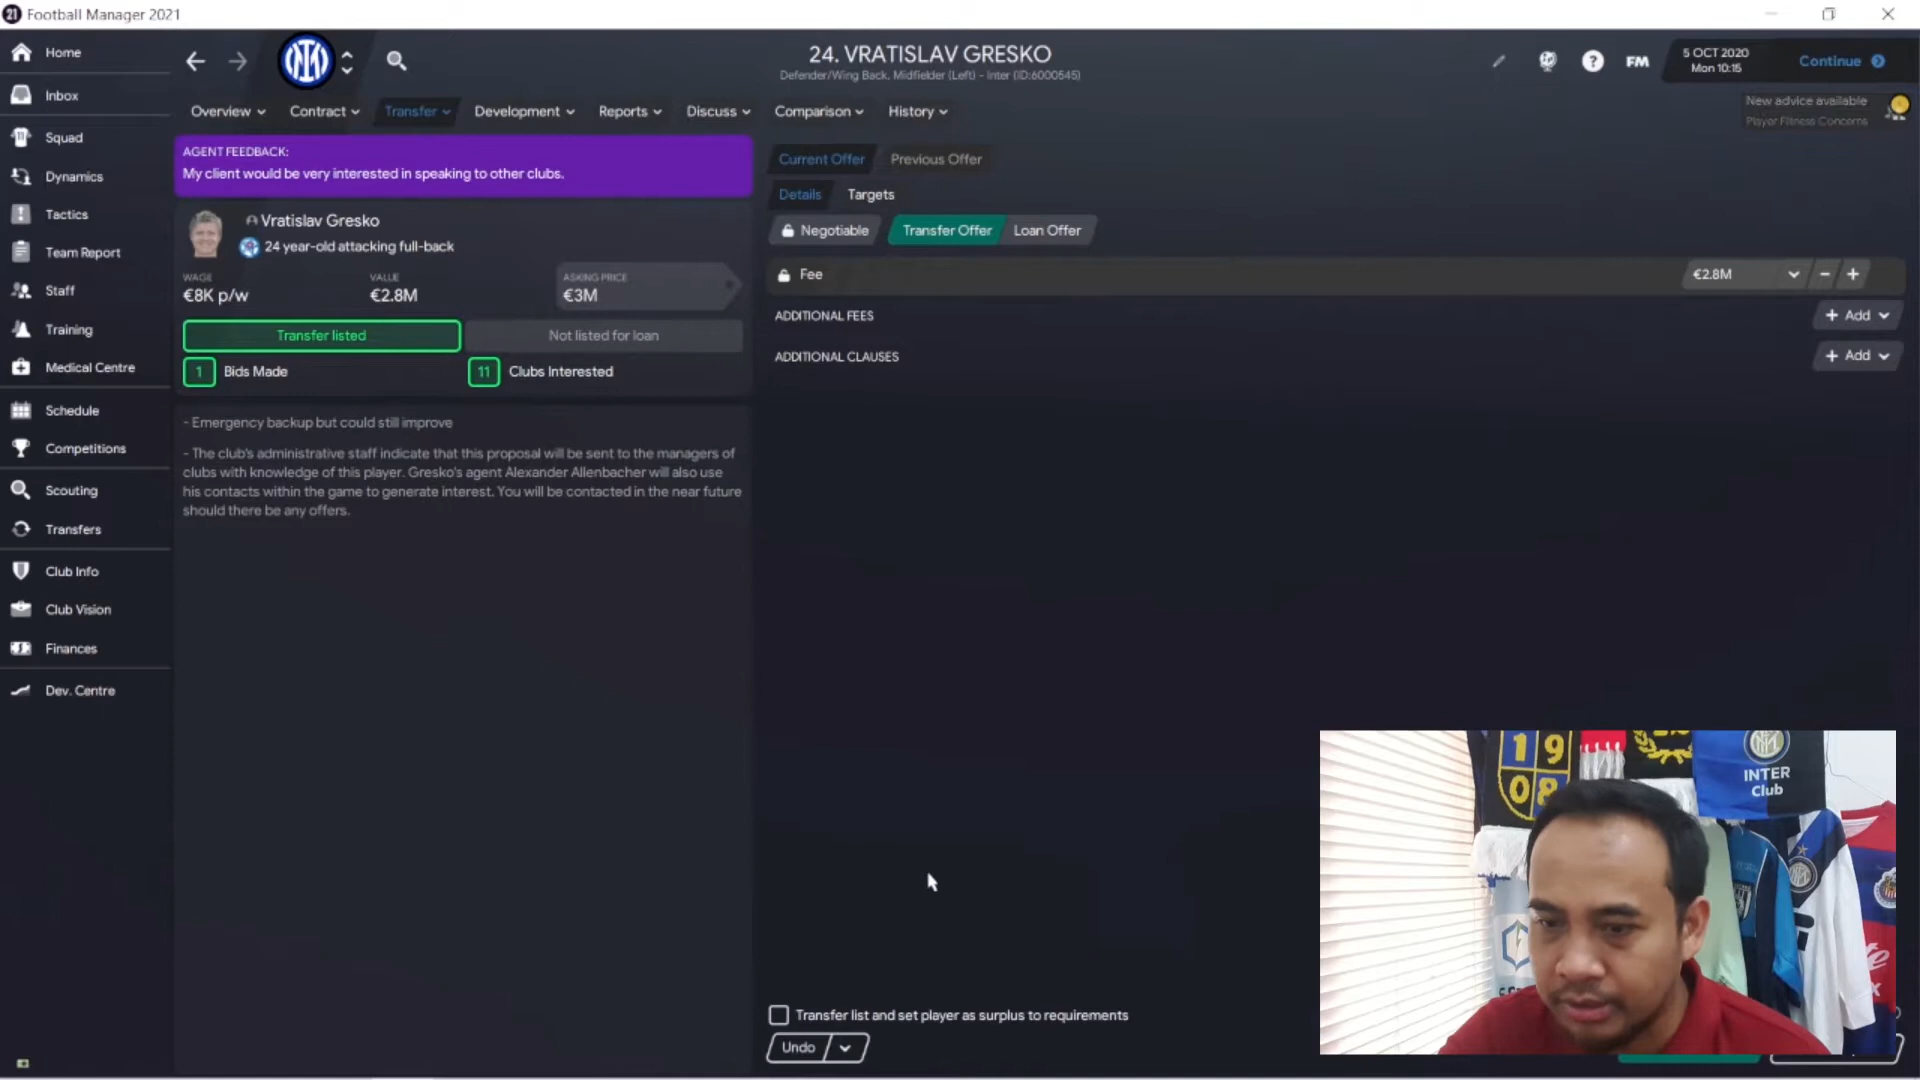 21 Football Manager 2021
Home
Inbox
Squad
Dynamics
Tactics
Team Report
Staff
Training
Medical Centre
Schedule
Competitions
Scouting
Transfers
Club Info
Club Vision
Finances
Dev. Centre
24. VRATISLAV GRESKO
Defender/Wing Back, Midfielder (Left) - Inter (ID:6000545)
FM
5 OCT 2020
Mon 10:15
Continue
New advice available
Player Fitness Concerns
Overview
Contract
Transfer
Development
Reports
Discuss
Comparison
History
AGENT FEEDBACK:
My client would be very interested in speaking to other clubs.
Vratislav Gresko
24 year-old attacking full-back
WAGE
€8K p/w
VALUE
€2.8M
ASKING PRICE
€3M
Transfer listed
Not listed for loan
1 Bids Made
11 Clubs Interested
- Emergency backup but could still improve
- The club's administrative staff indicate that this proposal will be sent to the managers of
clubs with knowledge of this player. Gresko's agent Alexander Allenbacher will also use
his contacts within the game to generate interest. You will be contacted in the near future
should there be any offers.
Current Offer
Previous Offer
Details
Targets
Negotiable
Transfer Offer
Loan Offer
Fee
€2.8M
ADDITIONAL FEES
+ Add
ADDITIONAL CLAUSES
+ Add
Transfer list and set player as surplus to requirements
Undo
19
08
INTER
Club